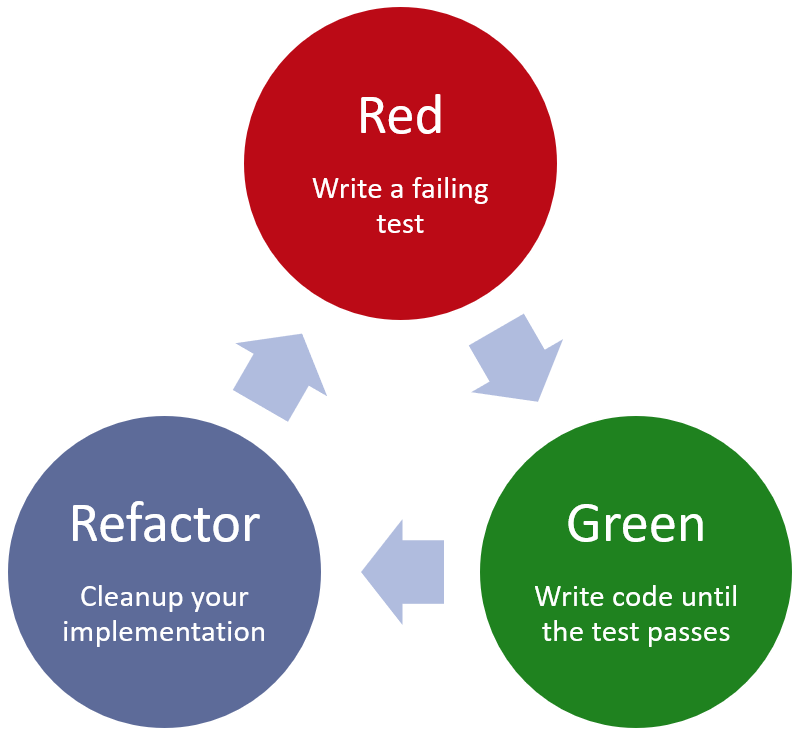 Red
Write a failing
test
Refactor
Cleanup your
implementation
Green
Write code until
the test passes